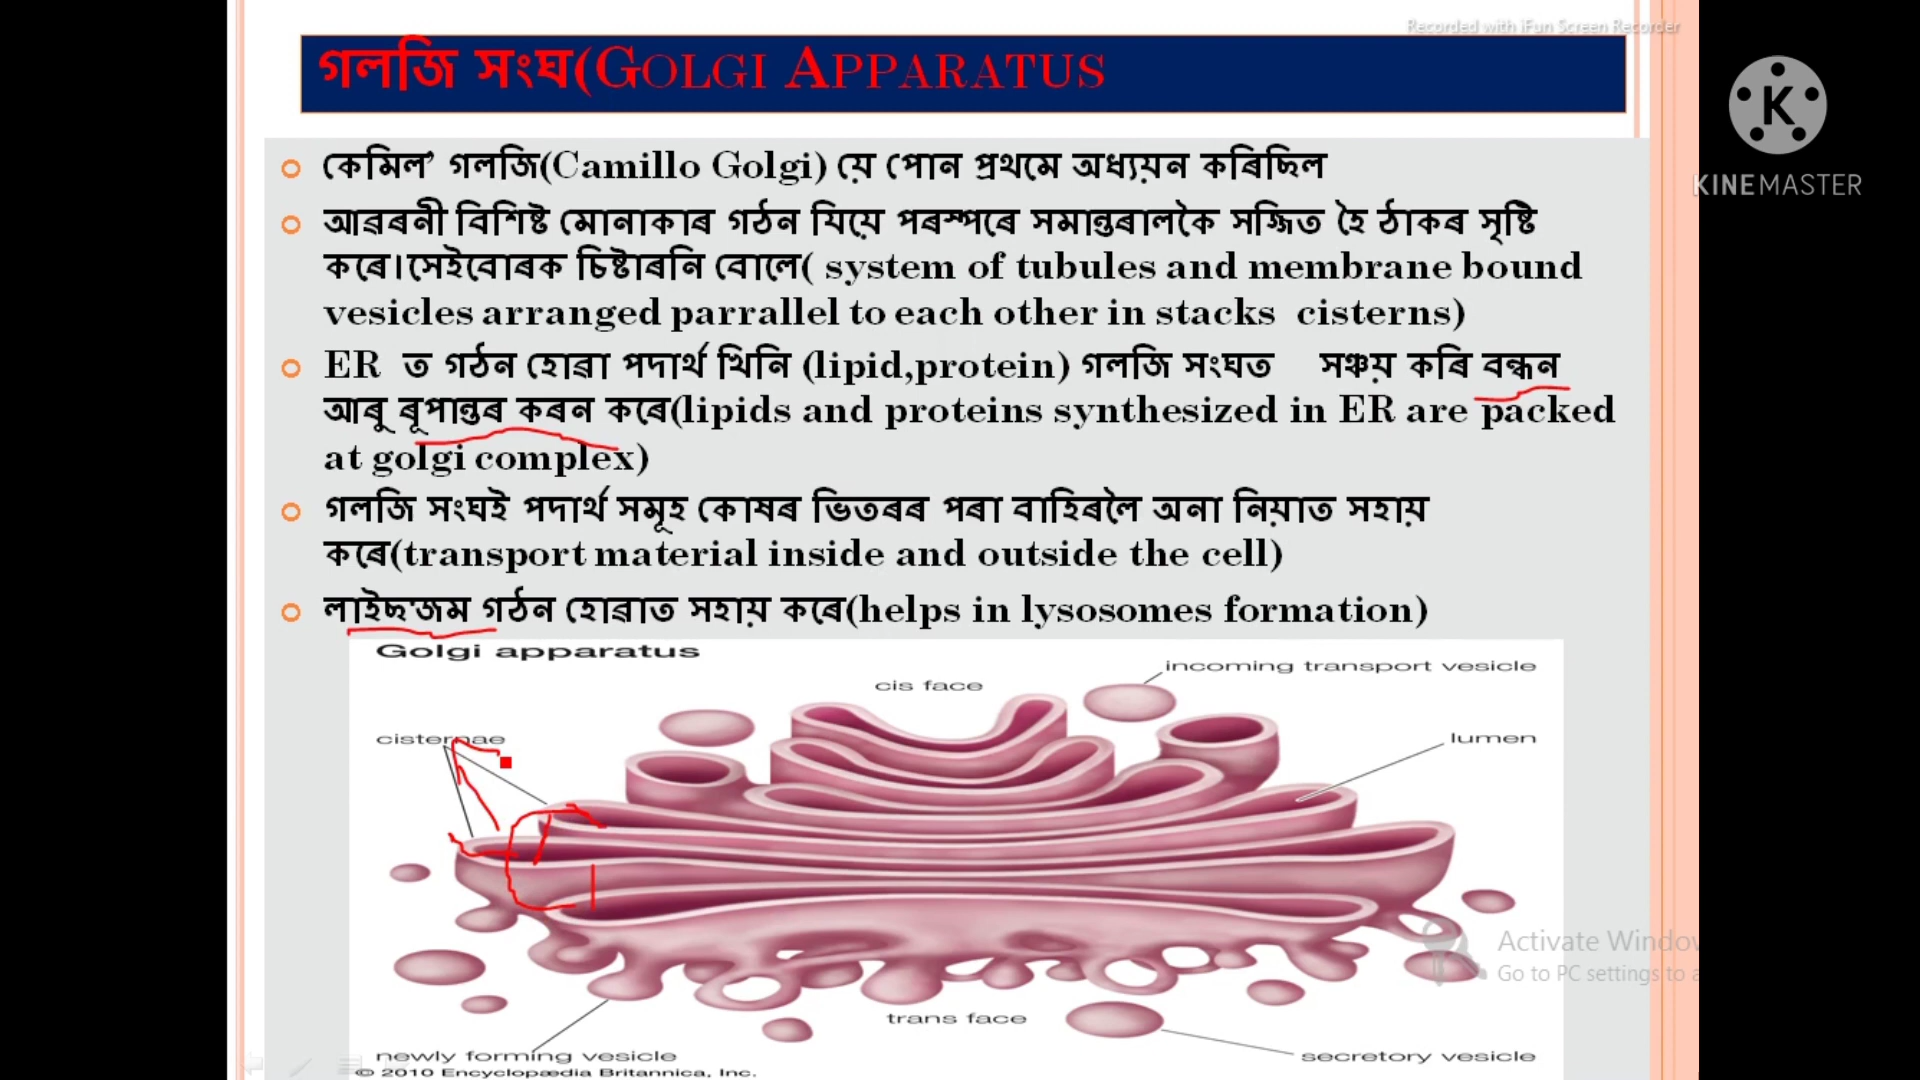 Recorded with iFun Screen Recorder
গলজি সংঘ(GOLGI APPARATUS
KINEMASTER
কেমিল’ গলজি(Camillo Golgi) য়ে পোন প্ৰথমে অধ্যয়ন কৰিছিল
আৱৰনী বিশিষ্ট মোনাকাৰ গঠন যিয়ে পৰস্পৰে সমান্তৰালকৈ সজ্জিত হৈ ঠাকৰ সৃষ্টি
কৰে।সেইবোৰক চিষ্টাৰনি বোলে( system of tubules and membrane bound
vesicles arranged parrallel to each other in stacks cisterns)
ER ত গঠন হোৱা পদাৰ্থ খিনি (lipid,protein) গলজি সংঘত সঞ্চয় কৰি বন্ধন
আৰু ৰূপান্তৰ কৰন কৰে(lipids and proteins synthesized in ER are packed
at golgi complex)
গলজি সংঘই পদাৰ্থ সমূহ কোষৰ ভিতৰৰ পৰা বাহিৰলৈ অনা নিয়াত সহায়
কৰে(transport material inside and outside the cell)
লাইছ'জম গঠন হোৱাত সহায় কৰে(helps in lysosomes formation)
Golgi apparatus
incoming transport vesicle
cis face
cisternae
lumen
Activate Window
Go to PC settings to a
trans face
newly forming vesicle
secretory vesicle
© 2010 Encyclopædia Britannica, Inc.